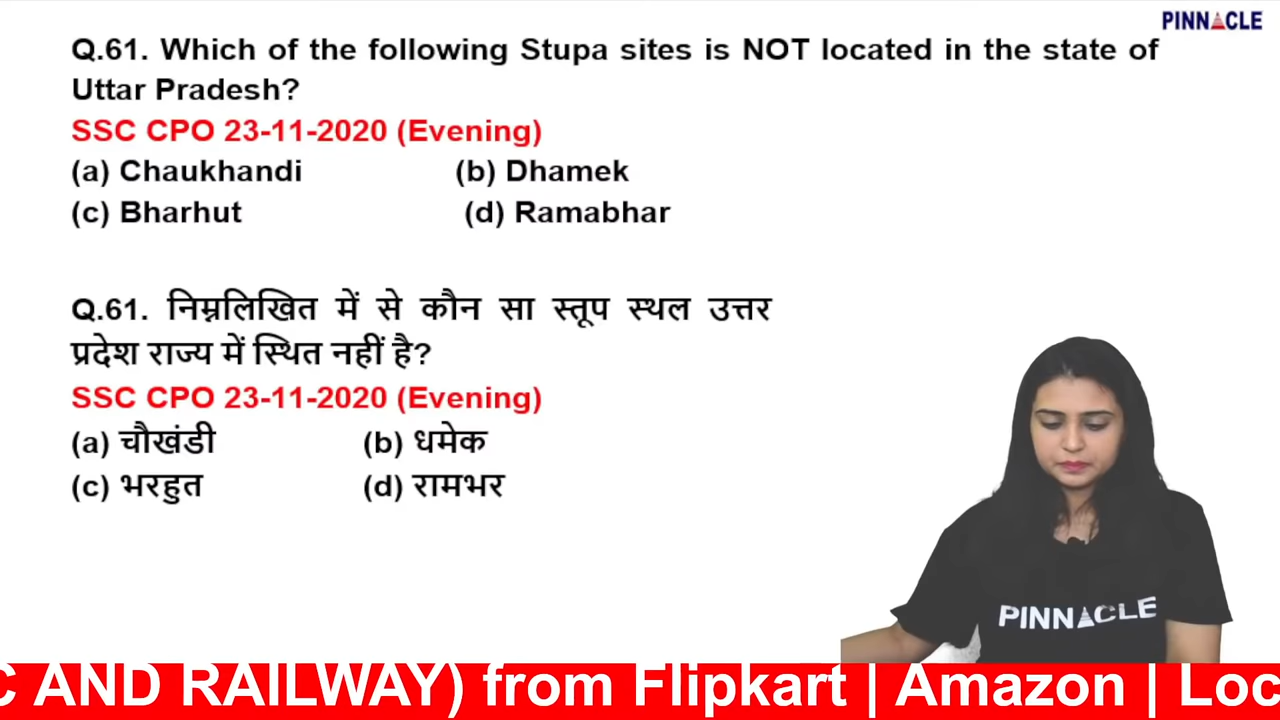 PINNACLE
Q.61. Which of the following Stupa sites is NOT located in the state of
Uttar Pradesh?
SSC CPO 23-11-2020 (Evening)
(a) Chaukhandi (b) Dhamek
(c) Bharhut (d) Ramabhar
Q.61. निम्नलिखित में से कौन सा स्तूप स्थल उत्तर
प्रदेश राज्य में स्थित नहीं है?
SSC CPO 23-11-2020 (Evening)
(a) चौखंडी (b) धमेक
(c) भरहुत (d) रामभर
PINNACLE
C AND RAILWAY) from Flipkart | Amazon | Loc